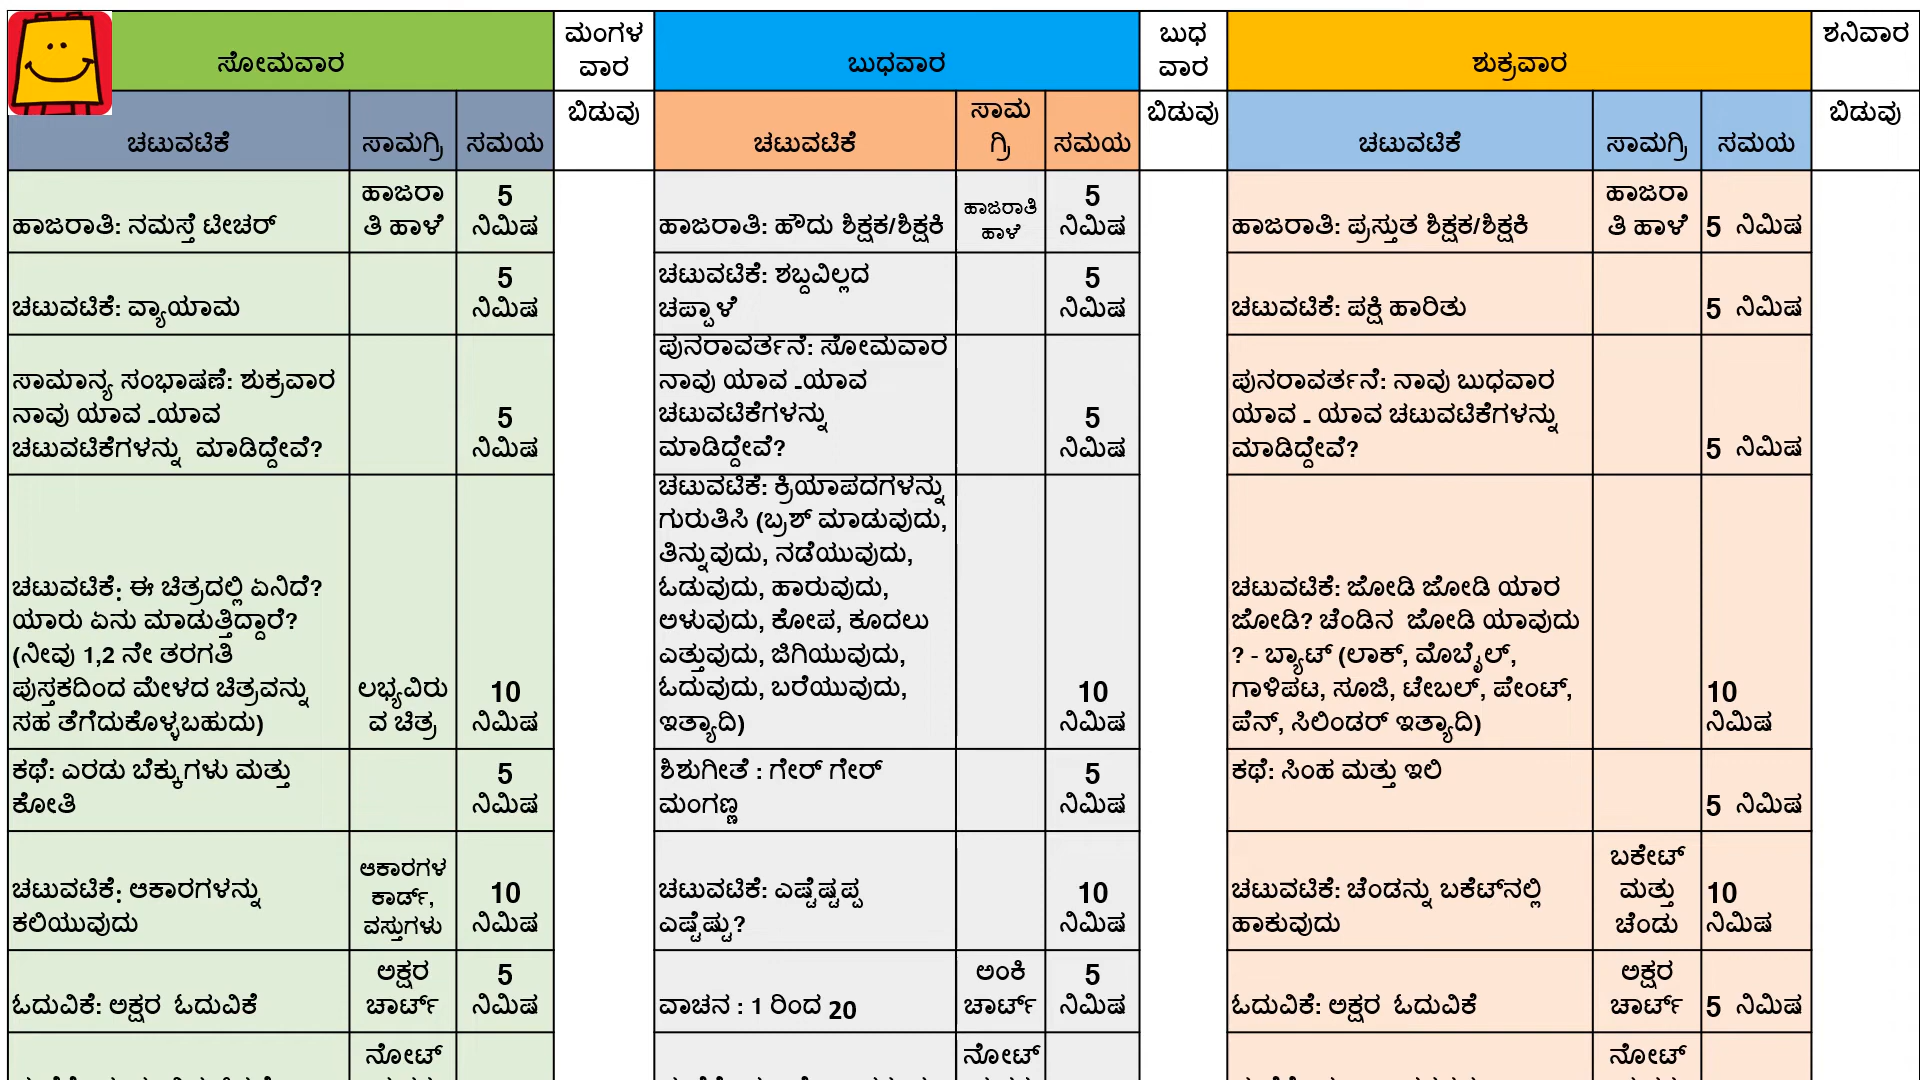 ಸೋಮವಾರ
ಮಂಗಳ
ವಾರ
ಬುಧವಾರ
ಬುಧ
ವಾರ
ಶುಕ್ರವಾರ
ಶನಿವಾರ
ಚಟುವಟಿಕೆ
ಸಾಮಗ್ರಿ
ಸಮಯ
ಬಿಡುವು
ಚಟುವಟಿಕೆ
ಸಾಮ
ಗ್ರಿ
ಸಮಯ
ಬಿಡುವು
ಚಟುವಟಿಕೆ
ಸಾಮಗ್ರಿ
ಸಮಯ
ಬಿಡುವು
ಹಾಜರಾತಿ: ನಮಸ್ತೆ ಟೀಚರ್
ಹಾಜರಾ
ತಿ ಹಾಳೆ
5
ನಿಮಿಷ
ಹಾಜರಾತಿ: ಹೌದು ಶಿಕ್ಷಕ/ಶಿಕ್ಷಕಿ
ಹಾಜರಾತಿ
ಹಾಳೆ
5
ನಿಮಿಷ
ಹಾಜರಾತಿ: ಪ್ರಸ್ತುತ ಶಿಕ್ಷಕ/ಶಿಕ್ಷಕಿ
ಹಾಜರಾ
ತಿ ಹಾಳೆ
5 ನಿಮಿಷ
ಚಟುವಟಿಕೆ: ವ್ಯಾಯಾಮ
5
ನಿಮಿಷ
ಚಟುವಟಿಕೆ: ಶಬ್ದವಿಲ್ಲದ
ಚಪ್ಪಾಳೆ
5
ನಿಮಿಷ
ಚಟುವಟಿಕೆ: ಪಕ್ಷಿ ಹಾರಿತು
5 ನಿಮಿಷ
ಸಾಮಾನ್ಯ ಸಂಭಾಷಣೆ: ಶುಕ್ರವಾರ
ನಾವು ಯಾವ -ಯಾವ
ಚಟುವಟಿಕೆಗಳನ್ನು ಮಾಡಿದ್ದೇವೆ?
5
ನಿಮಿಷ
ಪುನರಾವರ್ತನೆ: ಸೋಮವಾರ
ನಾವು ಯಾವ -ಯಾವ
ಚಟುವಟಿಕೆಗಳನ್ನು
ಮಾಡಿದ್ದೇವೆ?
5
ನಿಮಿಷ
ಪುನರಾವರ್ತನೆ: ನಾವು ಬುಧವಾರ
ಯಾವ - ಯಾವ ಚಟುವಟಿಕೆಗಳನ್ನು
ಮಾಡಿದ್ದೇವೆ?
5 ನಿಮಿಷ
ಚಟುವಟಿಕೆ: ಈ ಚಿತ್ರದಲ್ಲಿ ಏನಿದೆ?
ಯಾರು ಏನು ಮಾಡುತ್ತಿದ್ದಾರೆ?
(ನೀವು 1,2 ನೇ ತರಗತಿ
ಪುಸ್ತಕದಿಂದ ಮೇಳದ ಚಿತ್ರವನ್ನು
ಸಹ ತೆಗೆದುಕೊಳ್ಳಬಹುದು)
ಲಭ್ಯವಿರು
ವ ಚಿತ್ರ
10
ನಿಮಿಷ
ಚಟುವಟಿಕೆ: ಕ್ರಿಯಾಪದಗಳನ್ನು
ಗುರುತಿಸಿ (ಬ್ರಶ್ ಮಾಡುವುದು,
ತಿನ್ನುವುದು, ನಡೆಯುವುದು,
ಓಡುವುದು, ಹಾರುವುದು,
ಅಳುವುದು, ಕೋಪ, ಕೂದಲು
ಎತ್ತುವುದು, ಜಿಗಿಯುವುದು,
ಓದುವುದು, ಬರೆಯುವುದು,
ಇತ್ಯಾದಿ)
10
ನಿಮಿಷ
ಚಟುವಟಿಕೆ: ಜೋಡಿ ಜೋಡಿ ಯಾರ
ಜೋಡಿ? ಚೆಂಡಿನ ಜೋಡಿ ಯಾವುದು
? - ಬ್ಯಾಟ್ (ಲಾಕ್, ಮೊಬೈಲ್,
ಗಾಳಿಪಟ, ಸೂಜಿ, ಟೇಬಲ್, ಪೇಂಟ್,
ಪೆನ್, ಸಿಲಿಂಡರ್ ಇತ್ಯಾದಿ)
10
ನಿಮಿಷ
ಕಥೆ: ಎರಡು ಬೆಕ್ಕುಗಳು ಮತ್ತು
ಕೋತಿ
5
ನಿಮಿಷ
ಶಿಶುಗೀತೆ : ಗೇರ್ ಗೇರ್
ಮಂಗಣ್ಣ
5
ನಿಮಿಷ
ಕಥೆ: ಸಿಂಹ ಮತ್ತು ಇಲಿ
5 ನಿಮಿಷ
ಚಟುವಟಿಕೆ: ಆಕಾರಗಳನ್ನು
ಕಲಿಯುವುದು
ಆಕಾರಗಳ
ಕಾರ್ಡ್,
ವಸ್ತುಗಳು
10
ನಿಮಿಷ
ಚಟುವಟಿಕೆ: ಎಷ್ಟೆಷ್ಟಪ್ಪ
ಎಷ್ಟೆಷ್ಟು?
10
ನಿಮಿಷ
ಚಟುವಟಿಕೆ: ಚೆಂಡನ್ನು ಬಕೆಟ್‌ನಲ್ಲಿ
ಹಾಕುವುದು
ಬಕೇಟ್
ಮತ್ತು
ಚೆಂಡು
10
ನಿಮಿಷ
ಓದುವಿಕೆ: ಅಕ್ಷರ ಓದುವಿಕೆ
ಅಕ್ಷರ
ಚಾರ್ಟ್
5
ನಿಮಿಷ
ವಾಚನ : 1 ರಿಂದ 20
ಅಂಕಿ
ಚಾರ್ಟ್
5
ನಿಮಿಷ
ಓದುವಿಕೆ: ಅಕ್ಷರ ಓದುವಿಕೆ
ಅಕ್ಷರ
ಚಾರ್ಟ್
5 ನಿಮಿಷ
ನೋಟ್
ನೋಟ್
ನೋಟ್